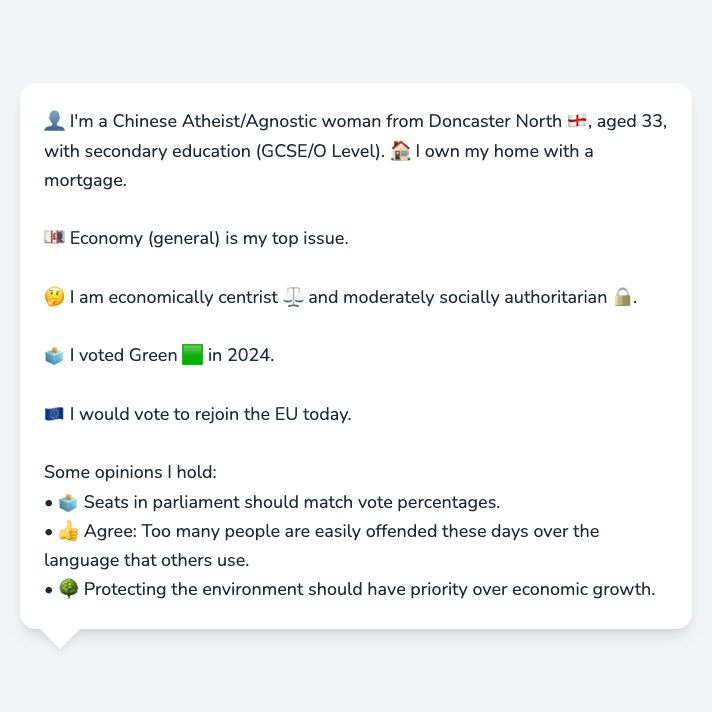 👤 I'm a Chinese Atheist/Agnostic woman from Doncaster North 🏴󠁧󠁢󠁥󠁮󠁧󠁿, aged 33,
with secondary education (GCSE/O Level). 🏠 I own my home with a
mortgage.
💷 Economy (general) is my top issue.
🤔 I am economically centrist ⚖️ and moderately socially authoritarian 🔒.
🗳️ I voted Green 🟩 in 2024.
🇪🇺 I would vote to rejoin the EU today.
Some opinions I hold:
• 🗳️ Seats in parliament should match vote percentages.
• 👍 Agree: Too many people are easily offended these days over the
language that others use.
• 🌳 Protecting the environment should have priority over economic growth.